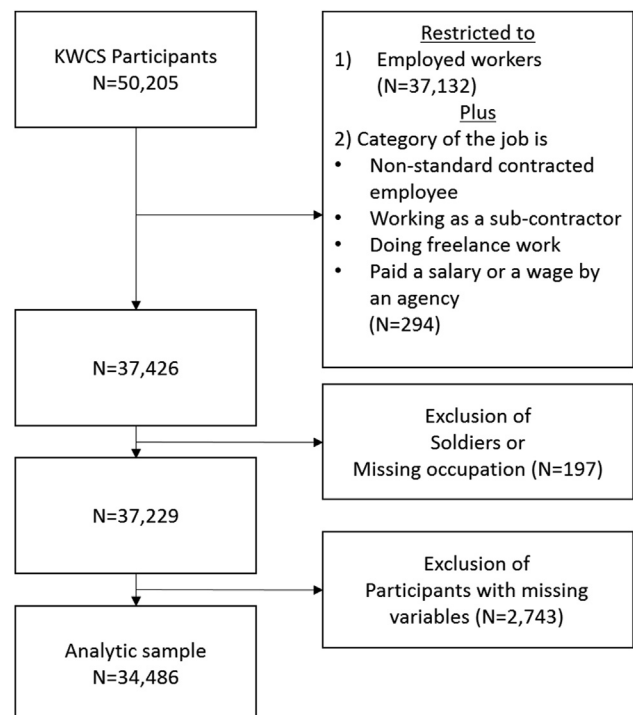 KWCS Participants
N=50,205
Restricted to
1) Employed workers
(N=37,132)
Plus
2) Category of the job is
• Non-standard contracted
employee
• Working as a sub-contractor
• Doing freelance work
• Paid a salary or a wage by
an agency
(N=294)
N=37,426
Exclusion of
Soldiers or
Missing occupation (N=197)
N=37,229
Exclusion of
Participants with missing
variables (N=2,743)
Analytic sample
N=34,486